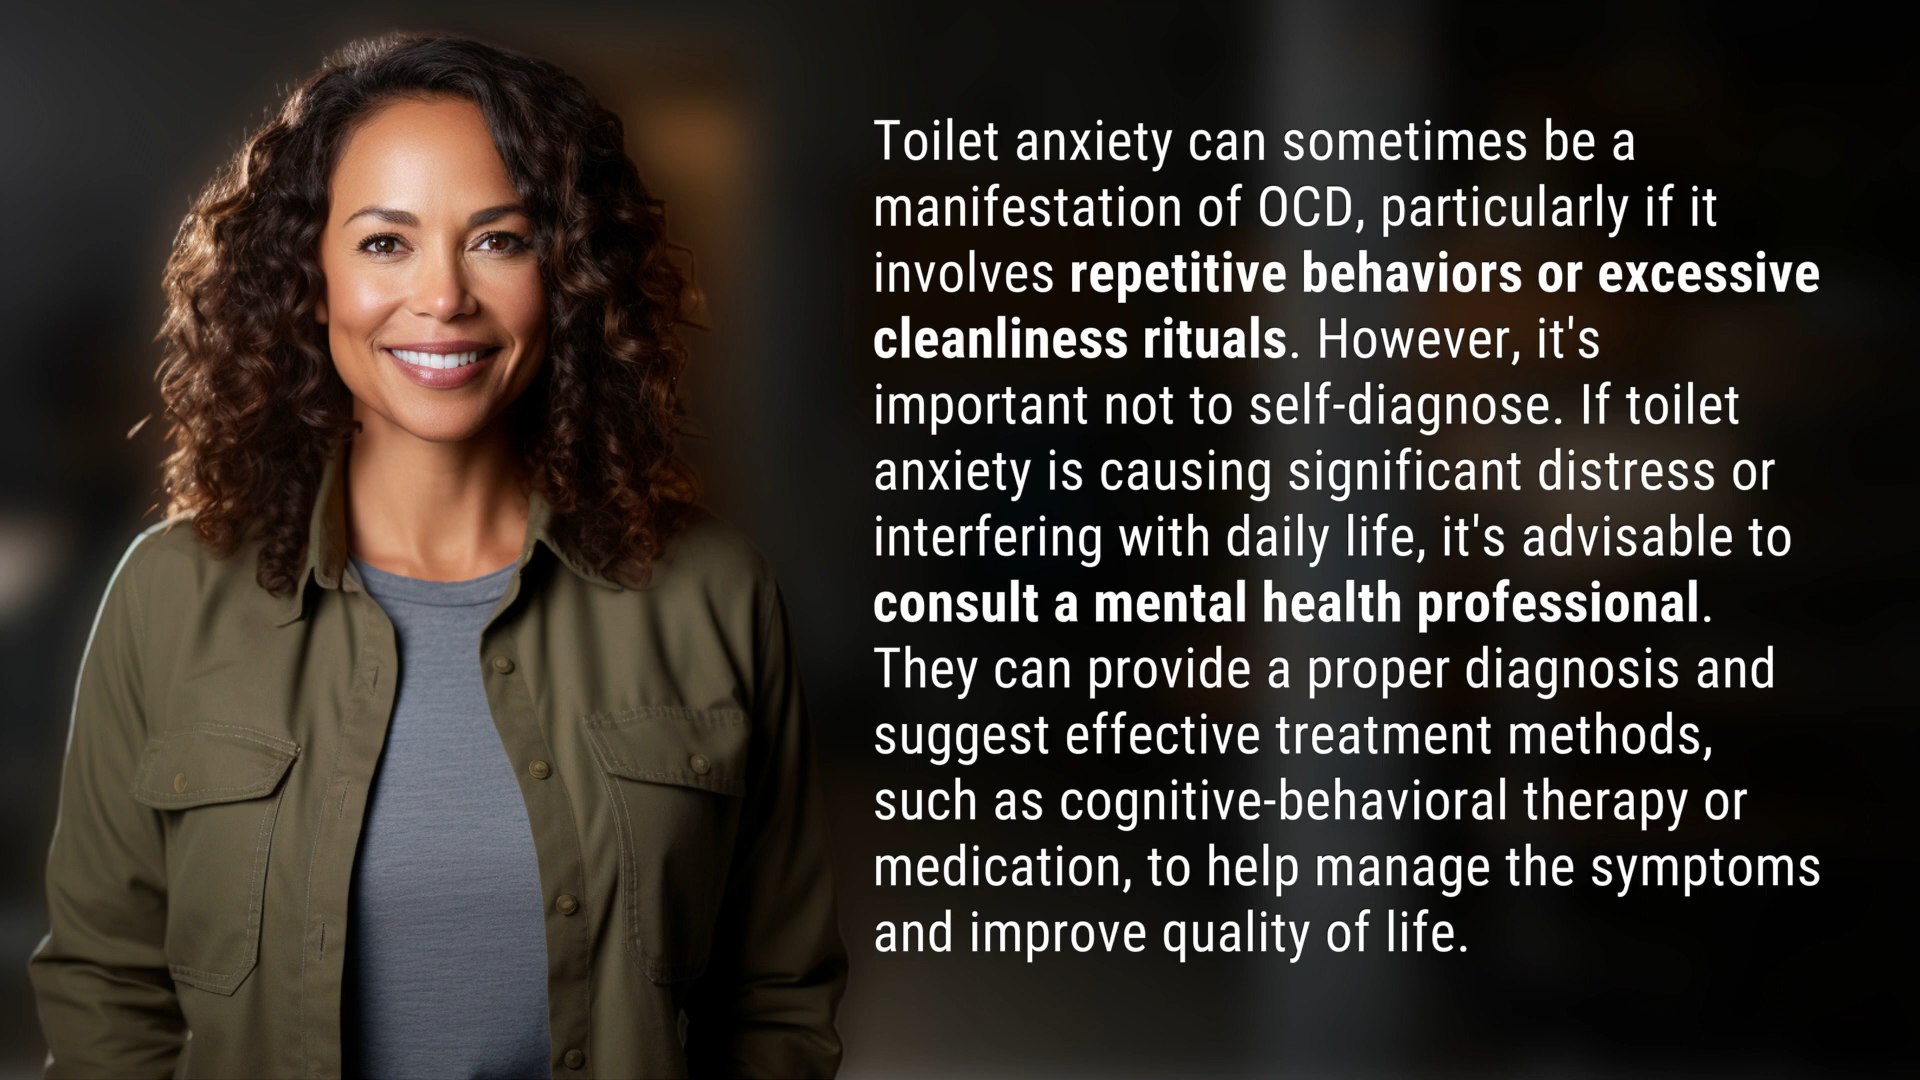 Toilet anxiety can sometimes be a
manifestation of OCD, particularly if it
involves repetitive behaviors or excessive
cleanliness rituals. However, it's
important not to self-diagnose. If toilet
anxiety is causing significant distress or
interfering with daily life, it's advisable to
consult a mental health professional.
They can provide a proper diagnosis and
suggest effective treatment methods,
such as cognitive-behavioral therapy or
medication, to help manage the symptoms
and improve quality of life.